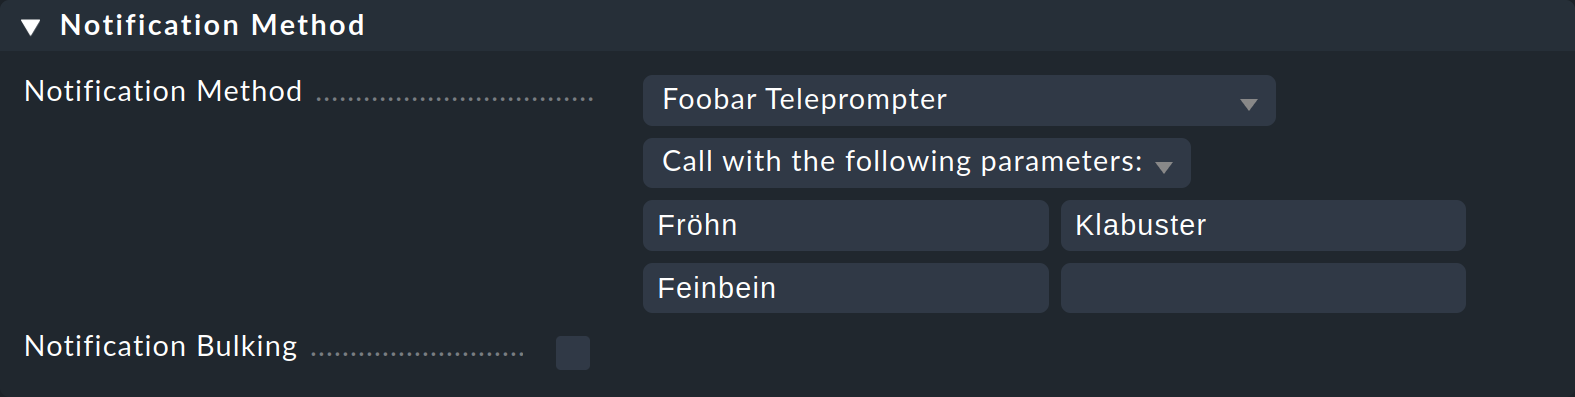 Notification Method
Notification Method
Foobar Teleprompter
Call with the following parameters:
Fröhn Klabuster
Feinbein
Notification Bulking